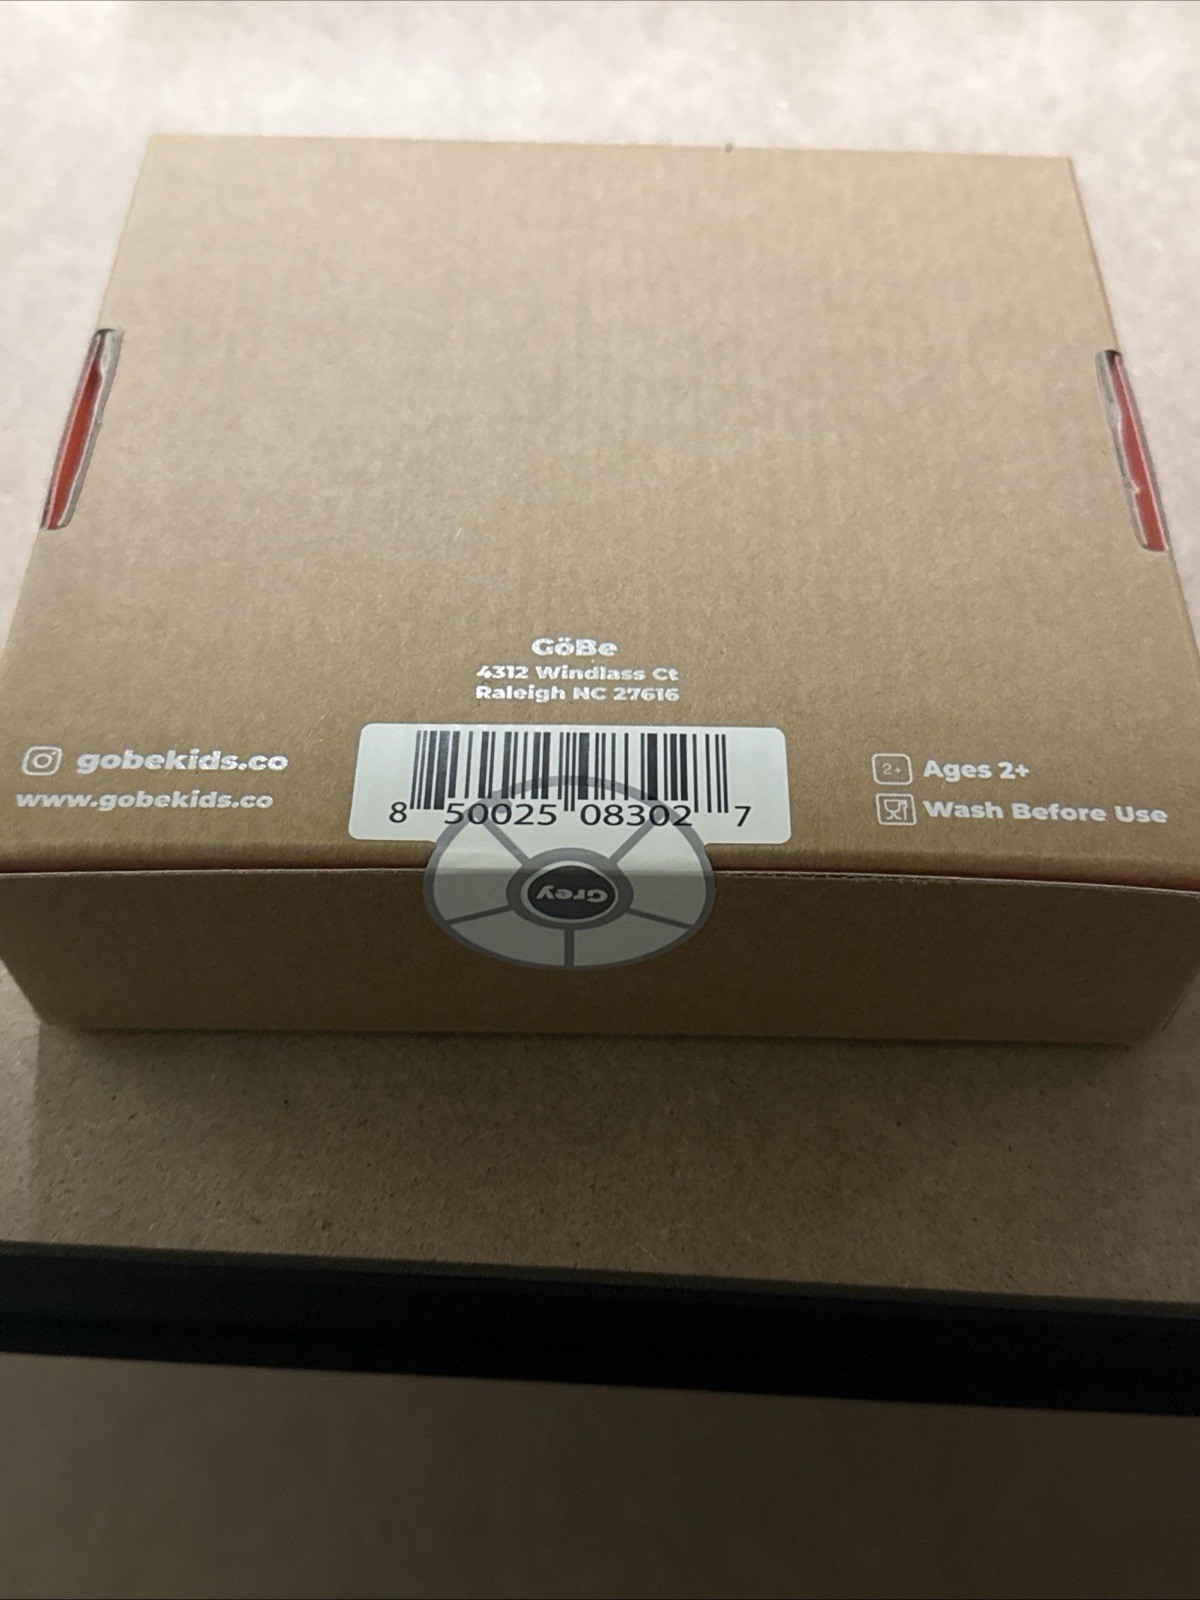 GöBe
4312 Windlass Ct
Raleigh NC 27616
gobekids.co
www.gobekids.co
8 50025 08302 7
2+ Ages 2+
Wash Before Use
Grey